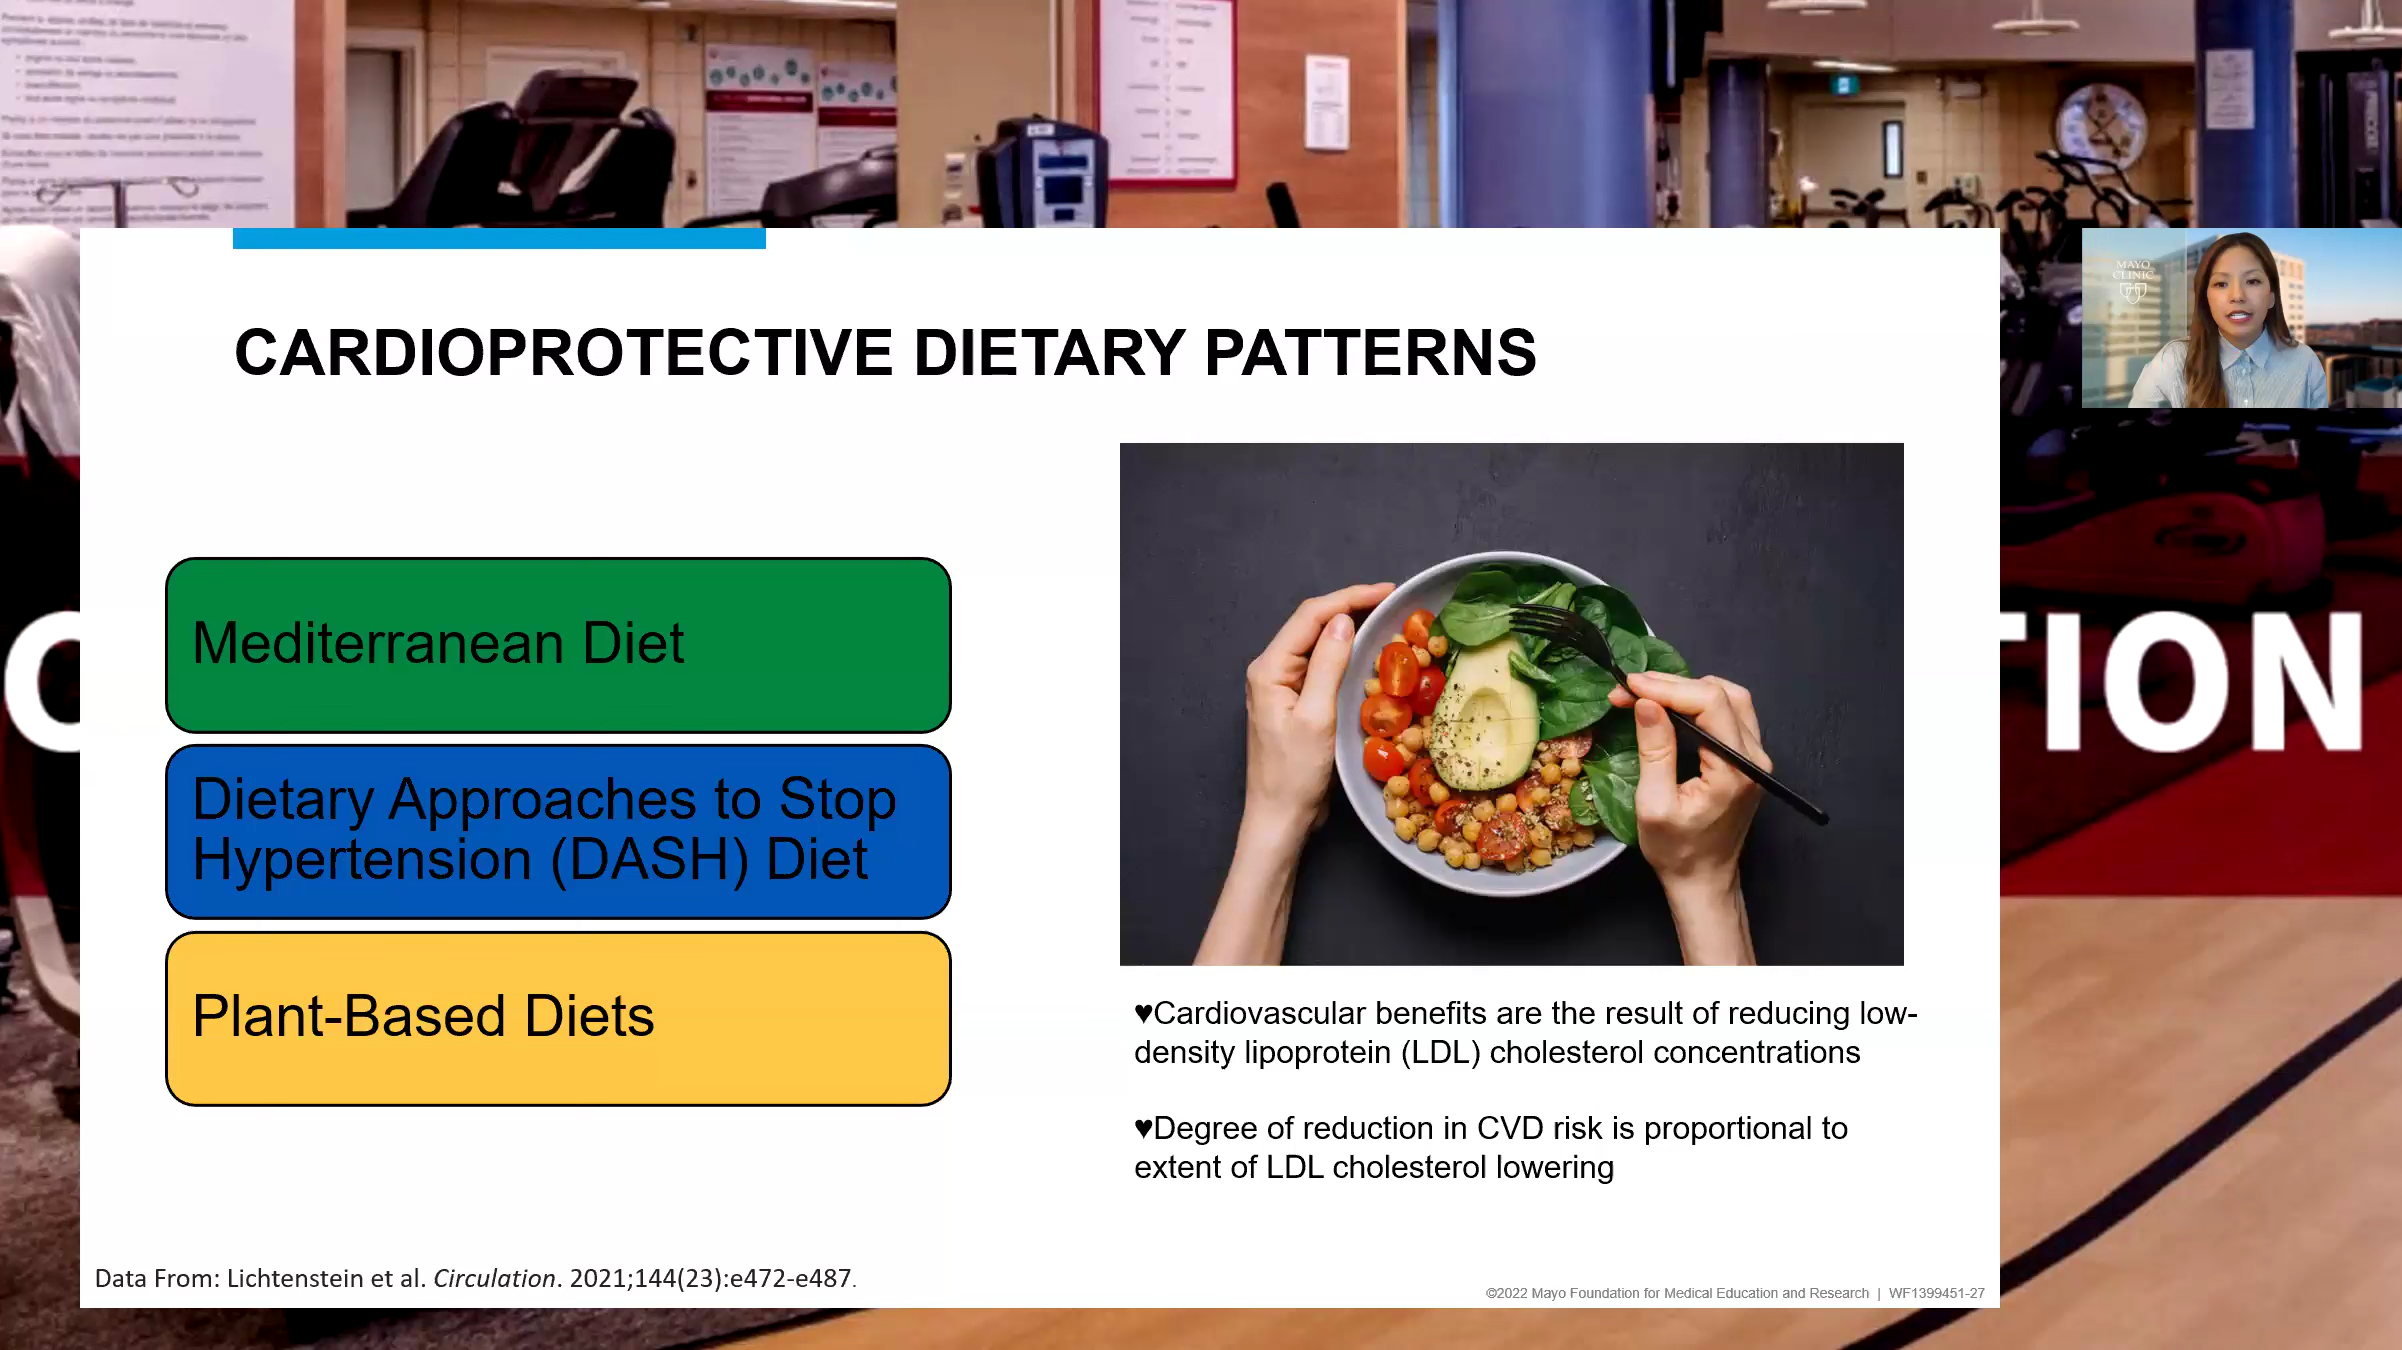 CARDIOPROTECTIVE DIETARY PATTERNS
MAYO
CLINIC
Mediterranean Diet
Dietary Approaches to Stop
Hypertension (DASH) Diet
Plant-Based Diets
♥Cardiovascular benefits are the result of reducing low-
density lipoprotein (LDL) cholesterol concentrations
♥Degree of reduction in CVD risk is proportional to
extent of LDL cholesterol lowering
TION
Data From: Lichtenstein et al. Circulation. 2021;144(23):e472-e487.
©2022 Mayo Foundation for Medical Education and Research | WF1399451-27